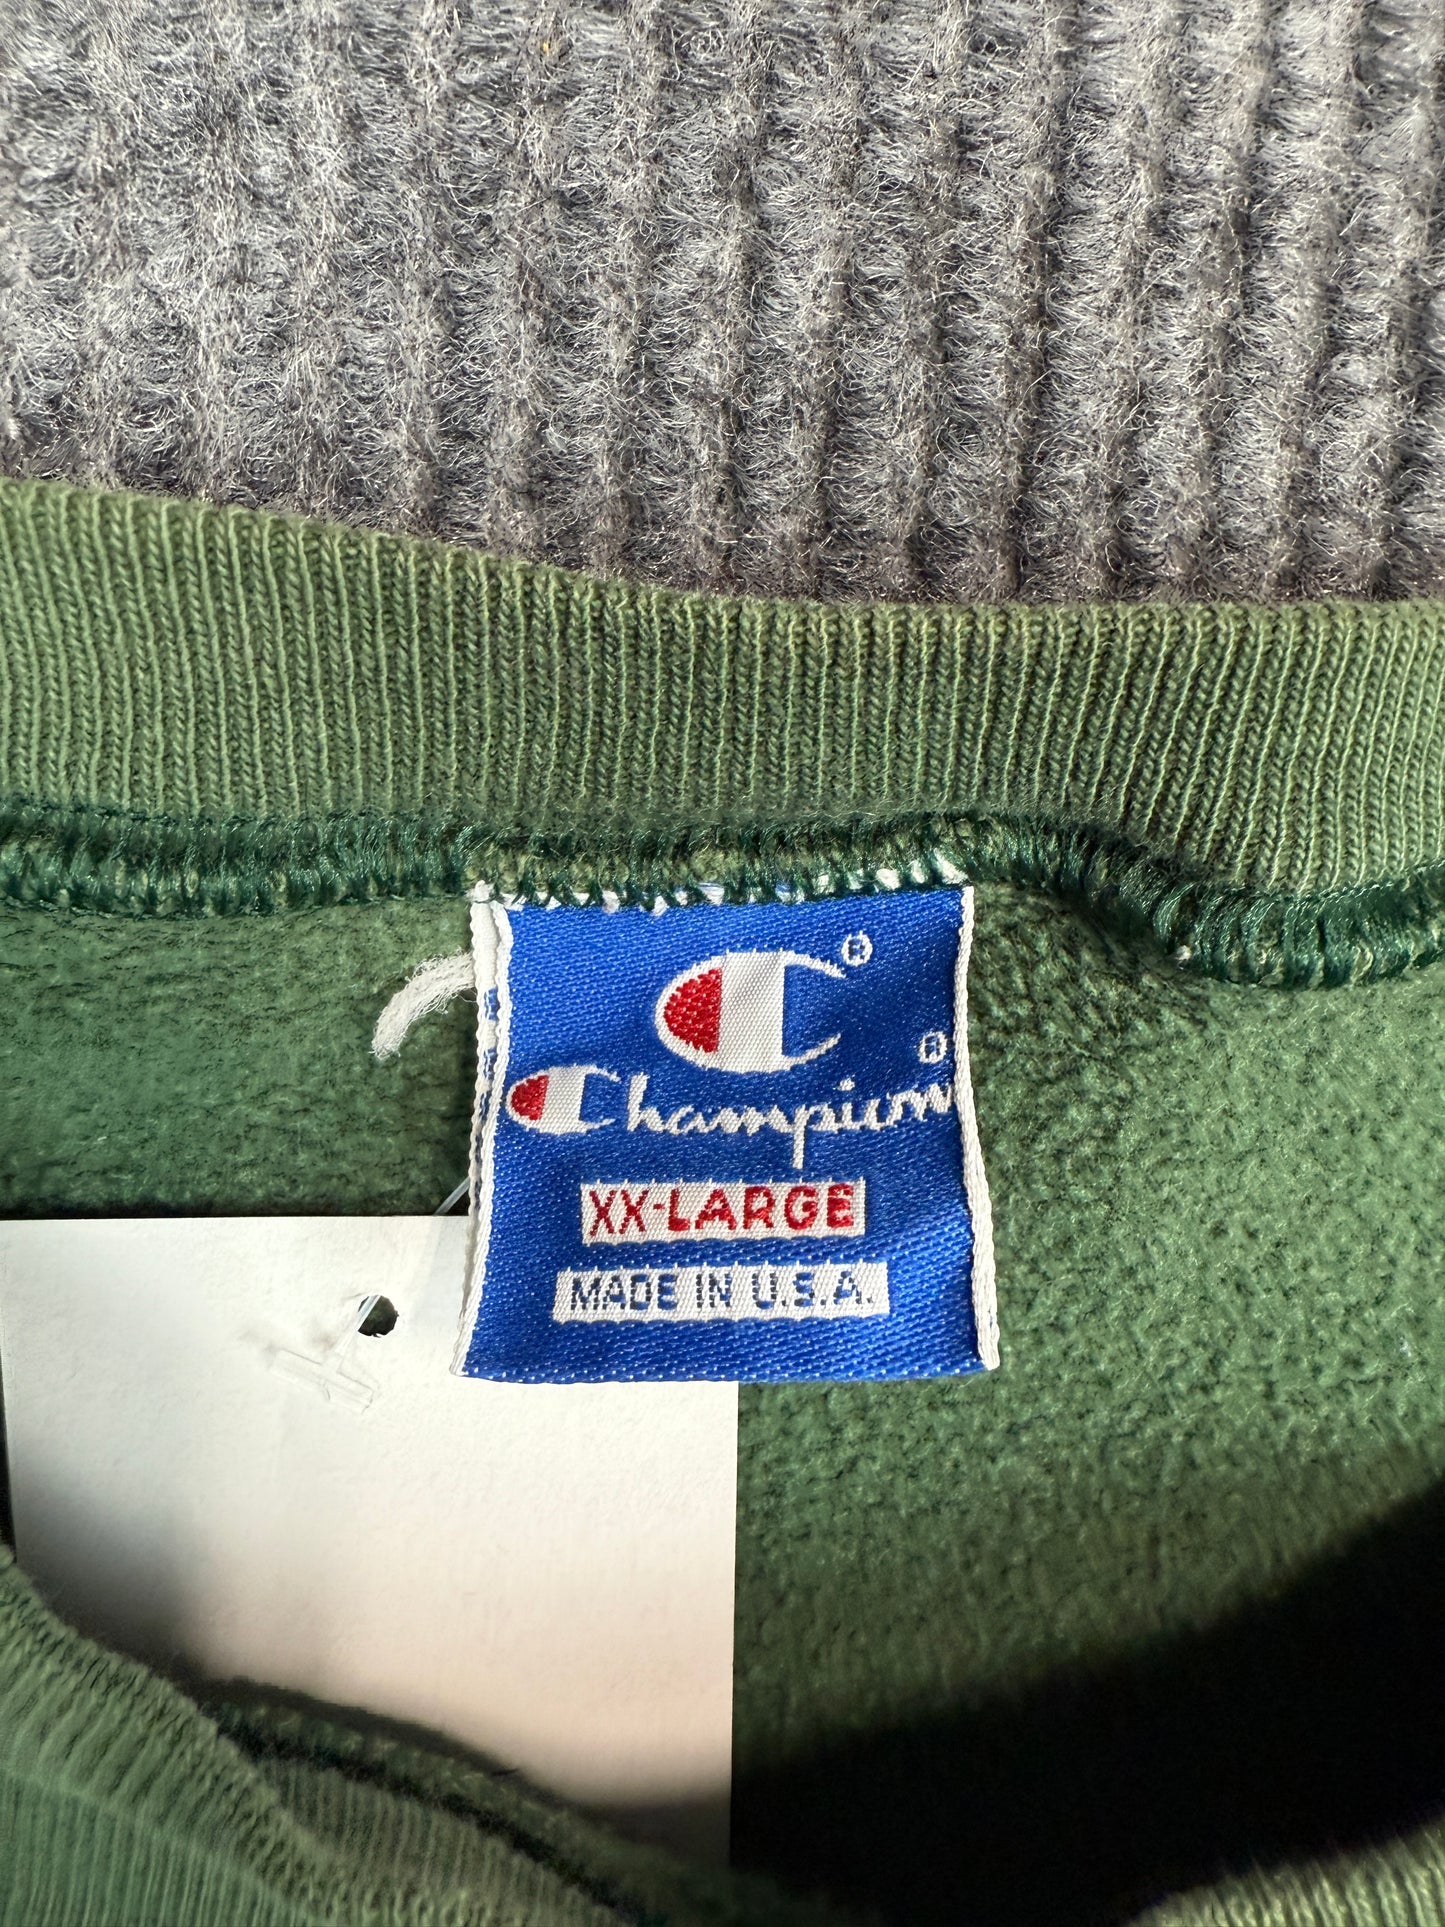 C®
Champion®
XX-LARGE
MADE IN U.S.A.